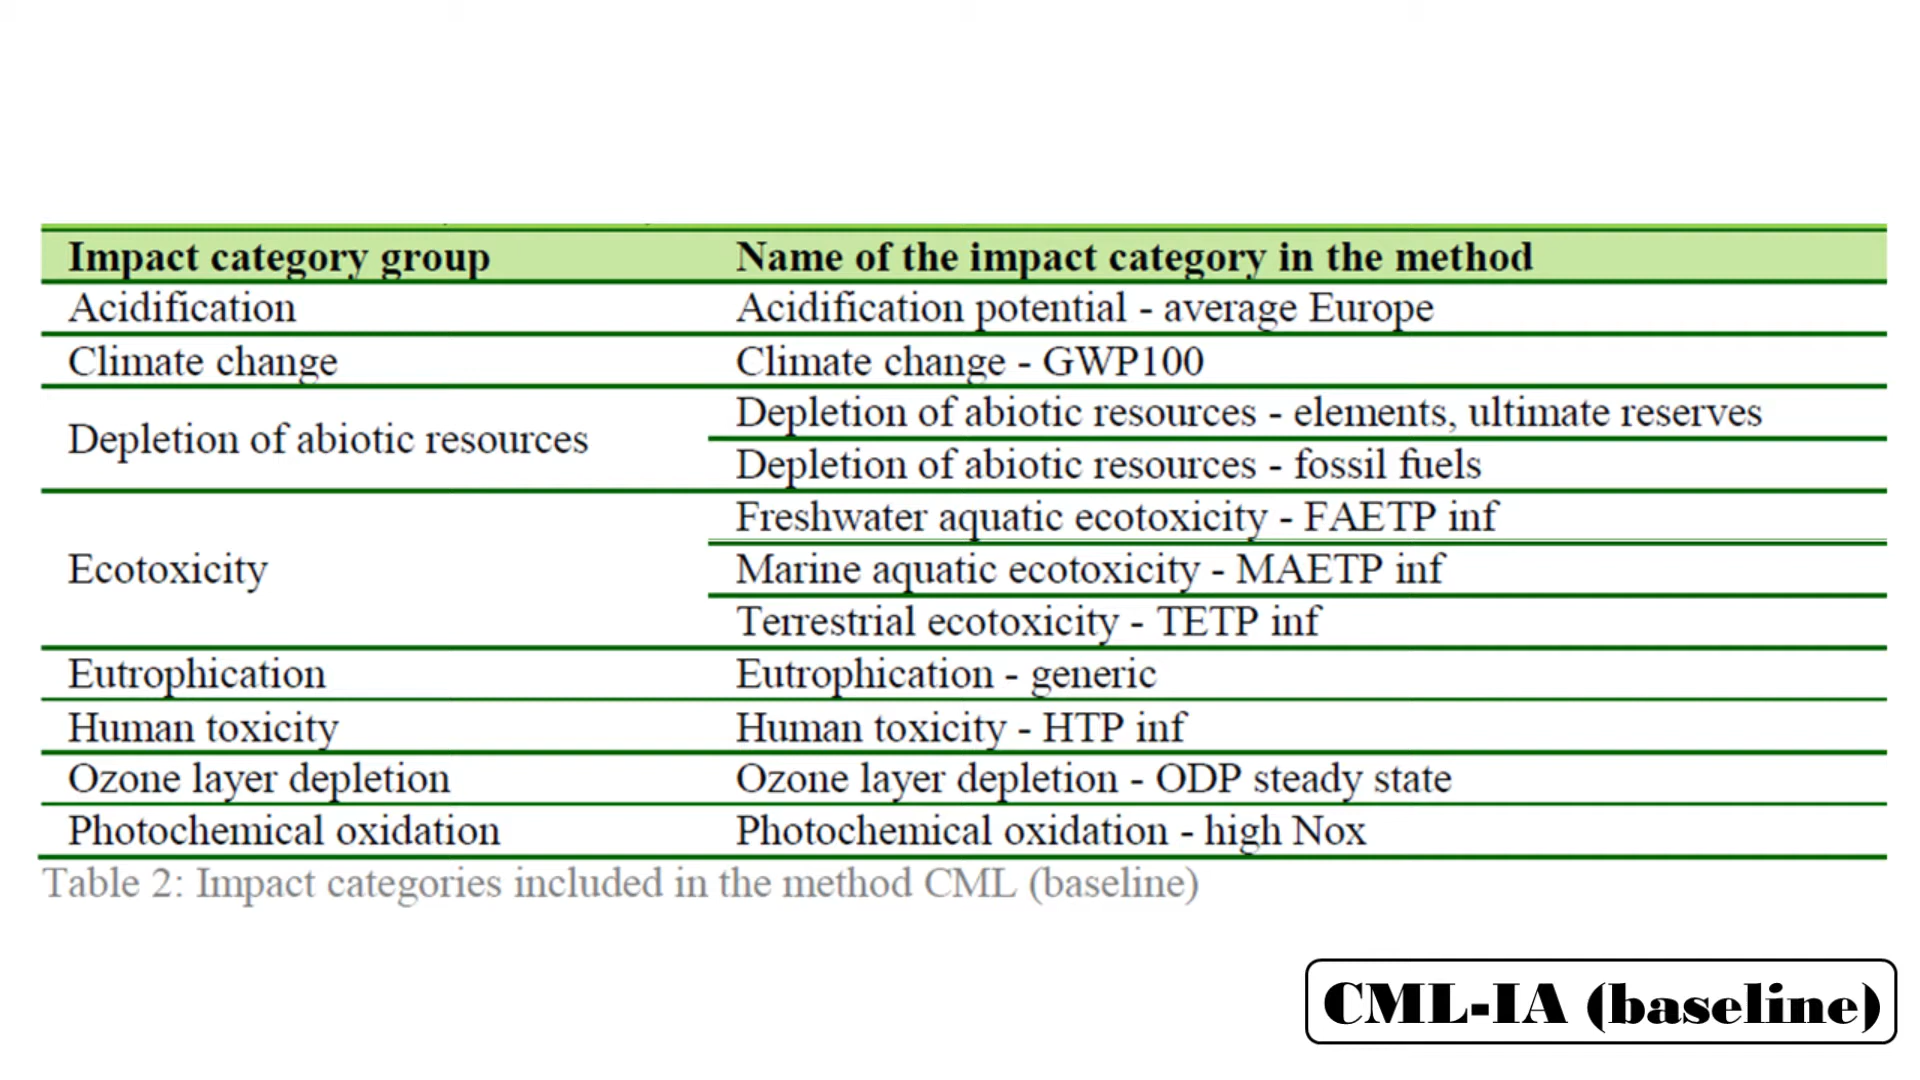 Impact category group Name of the impact category in the method
Acidification Acidification potential - average Europe
Climate change Climate change - GWP100
Depletion of abiotic resources Depletion of abiotic resources - elements, ultimate reserves
Depletion of abiotic resources - fossil fuels
Ecotoxicity Freshwater aquatic ecotoxicity - FAETP inf
Marine aquatic ecotoxicity - MAETP inf
Terrestrial ecotoxicity - TETP inf
Eutrophication Eutrophication - generic
Human toxicity Human toxicity - HTP inf
Ozone layer depletion Ozone layer depletion - ODP steady state
Photochemical oxidation Photochemical oxidation - high Nox
Table 2: Impact categories included in the method CML (baseline)
CML-IA (baseline)